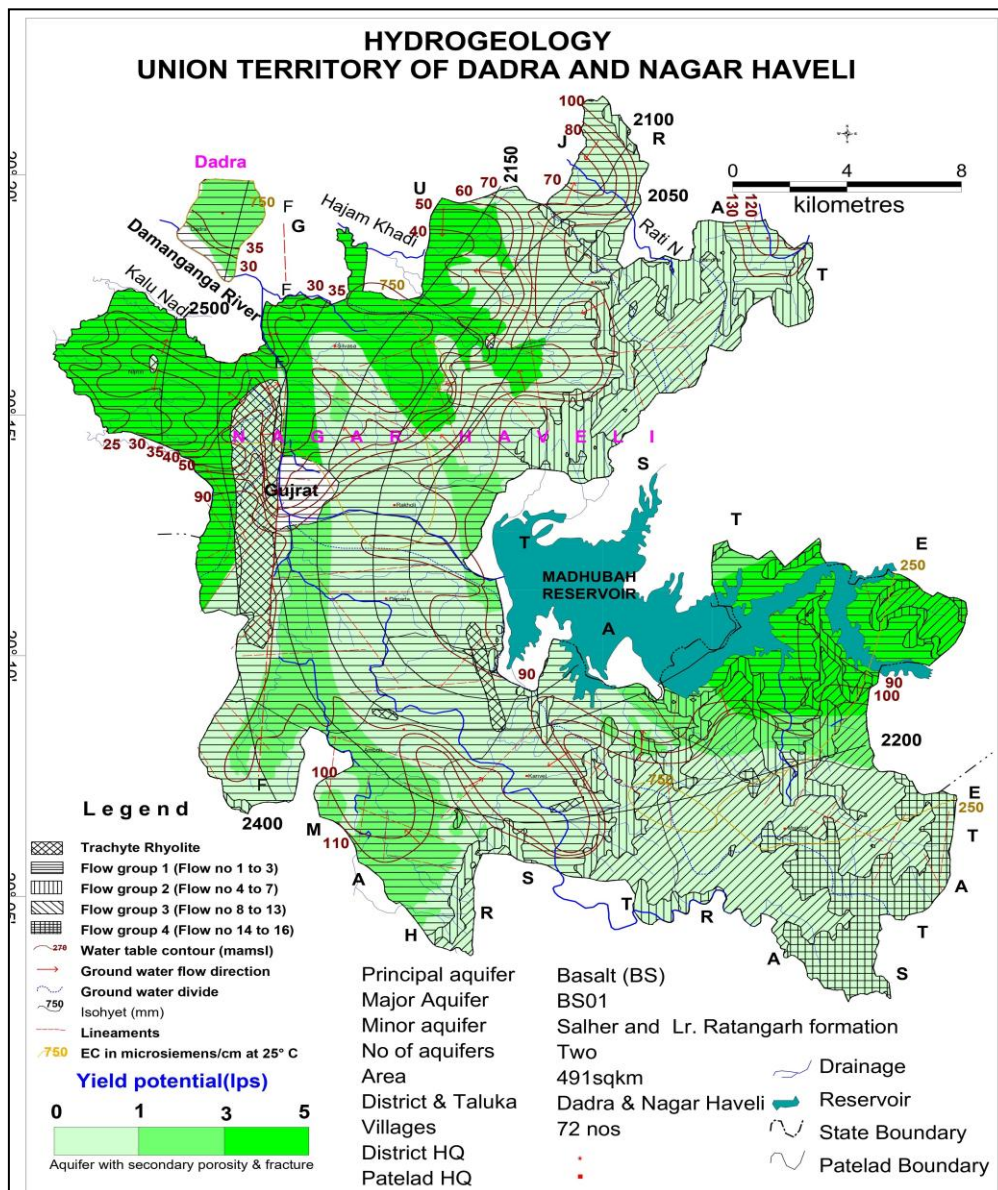 HYDROGEOLOGY
UNION TERRITORY OF DADRA AND NAGAR HAVELI
100
2100
80
J
R
2150
Dadra
70
2050
U
60
70
0
4
8
kilometres
50
40
750
F
G
Hajam Khadi
Rati N
A
130
120
T
35
30
Damanganga River
Kalu Nadi
F
30
35
750
2500
Silvassa
F
N A G A R H A V E L I
25
30
35
40
50
90
Gujrat
S
Rakholi
T
T
E
250
MADHUBAH
RESERVOIR
A
90
90
100
2200
750
F
100
2400
M
110
A
H
R
S
T
R
A
S
T
A
T
E
250
Legend
Trachyte Rhyolite
Flow group 1 (Flow no 1 to 3)
Flow group 2 (Flow no 4 to 7)
Flow group 3 (Flow no 8 to 13)
Flow group 4 (Flow no 14 to 16)
270 Water table contour (mamsl)
Ground water flow direction
Ground water divide
750 Isohyet (mm)
Lineaments
750 EC in microsiemens/cm at 25° C
Yield potential(lps)
0 1 3 5
Aquifer with secondary porosity & fracture
Principal aquifer Basalt (BS)
Major Aquifer BS01
Minor aquifer Salher and Lr. Ratangarh formation
No of aquifers Two
Area 491sqkm
District & Taluka Dadra & Nagar Haveli
Villages 72 nos
District HQ
Patelad HQ
Drainage
Reservoir
State Boundary
Patelad Boundary